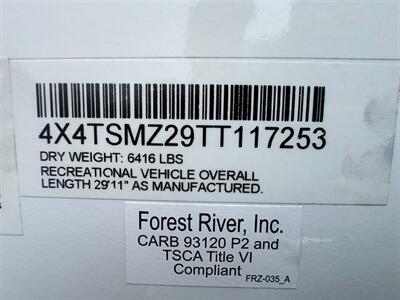 4X4TSMZ29TT117253
DRY WEIGHT: 6416 LBS
RECREATIONAL VEHICLE OVERALL
LENGTH 29'11" AS MANUFACTURED.
Forest River, Inc.
CARB 93120 P2 and
TSCA Title VI
Compliant
FRZ-035_A